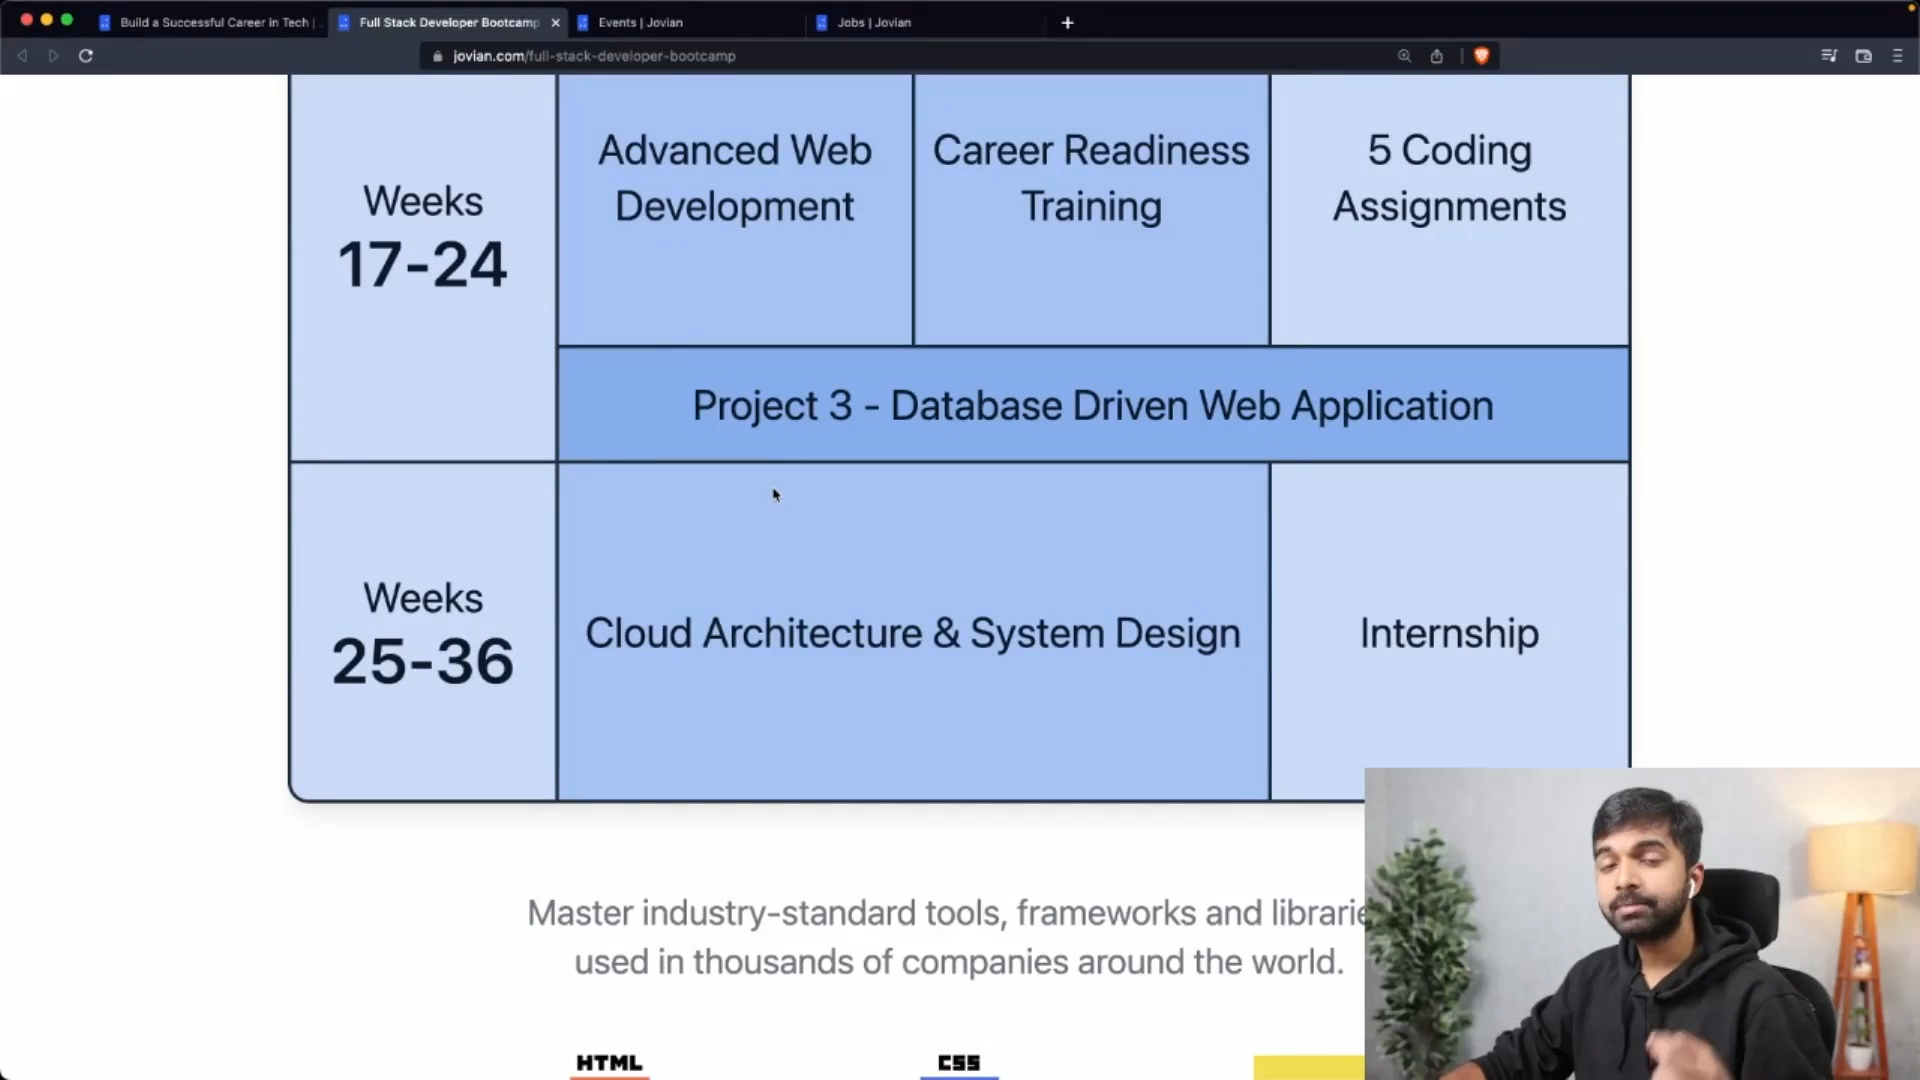 Build a Successful Career in Tech |
Full Stack Developer Bootcamp
Events | Jovian
Jobs | Jovian
jovian.com/full-stack-developer-bootcamp
Weeks
17-24
Advanced Web
Development
Career Readiness
Training
5 Coding
Assignments
Project 3 - Database Driven Web Application
Weeks
25-36
Cloud Architecture & System Design
Internship
Master industry-standard tools, frameworks and librarie
used in thousands of companies around the world.
HTML
CSS